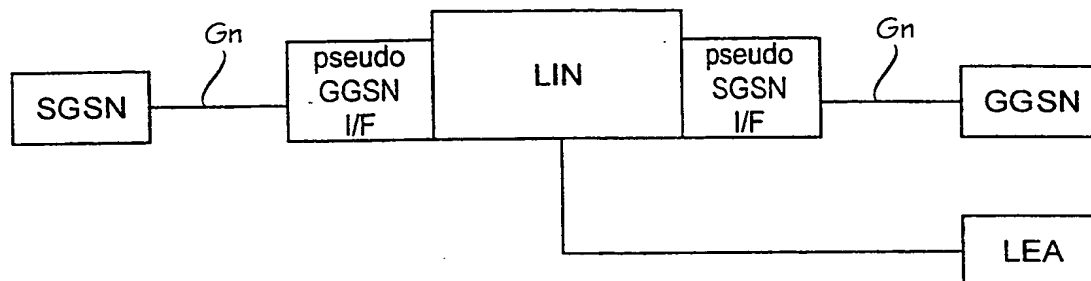 Gn
Gn
SGSN
pseudo
GGSN
I/F
LIN
pseudo
SGSN
I/F
GGSN
LEA